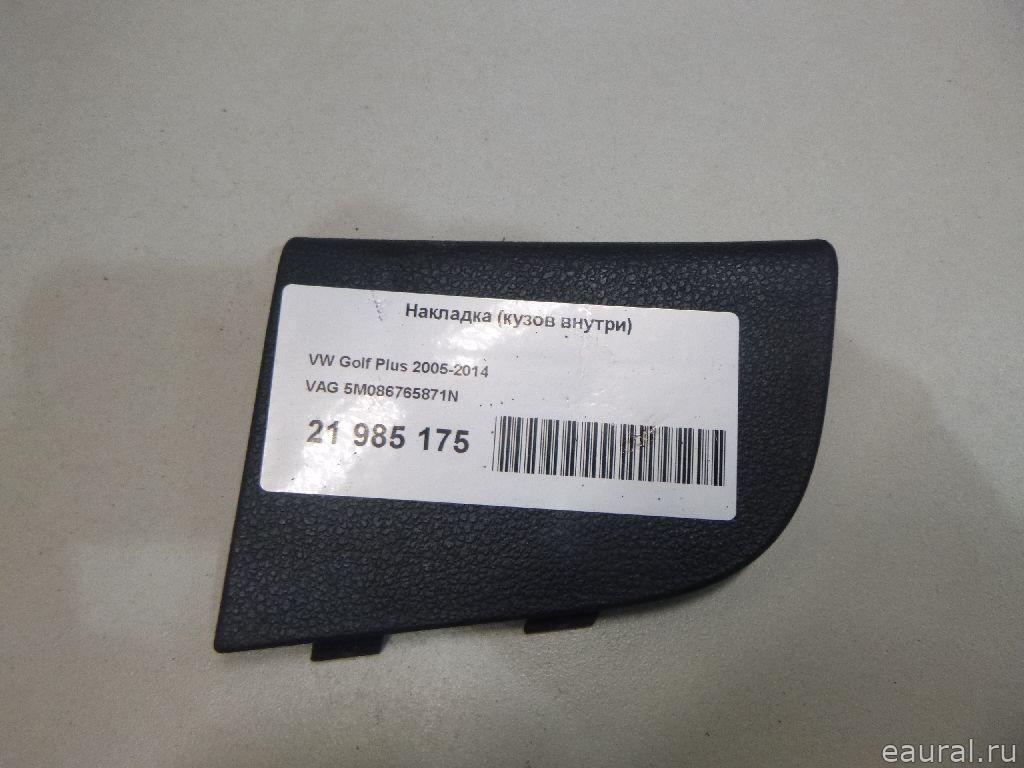 Накладка (кузов внутри)
VW Golf Plus 2005-2014
VAG 5M086765871N
21 985 175
eaural.ru